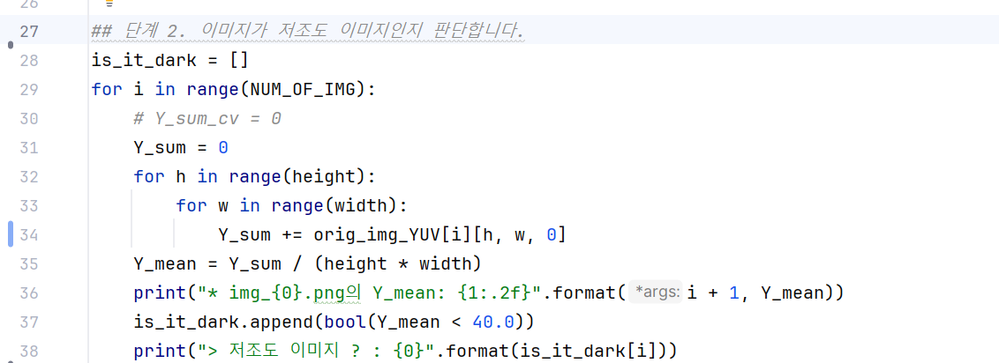 26
27 ## 단계 2. 이미지가 저조도 이미지인지 판단합니다.
28 is_it_dark = []
29 for i in range(NUM_OF_IMG):
30     # Y_sum_cv = 0
31     Y_sum = 0
32     for h in range(height):
33         for w in range(width):
34             Y_sum += orig_img_YUV[i][h, w, 0]
35     Y_mean = Y_sum / (height * width)
36     print("* img_{0}.png의 Y_mean: {1:.2f}".format( *args: i + 1, Y_mean))
37     is_it_dark.append(bool(Y_mean < 40.0))
38     print("> 저조도 이미지 ? : {0}".format(is_it_dark[i]))